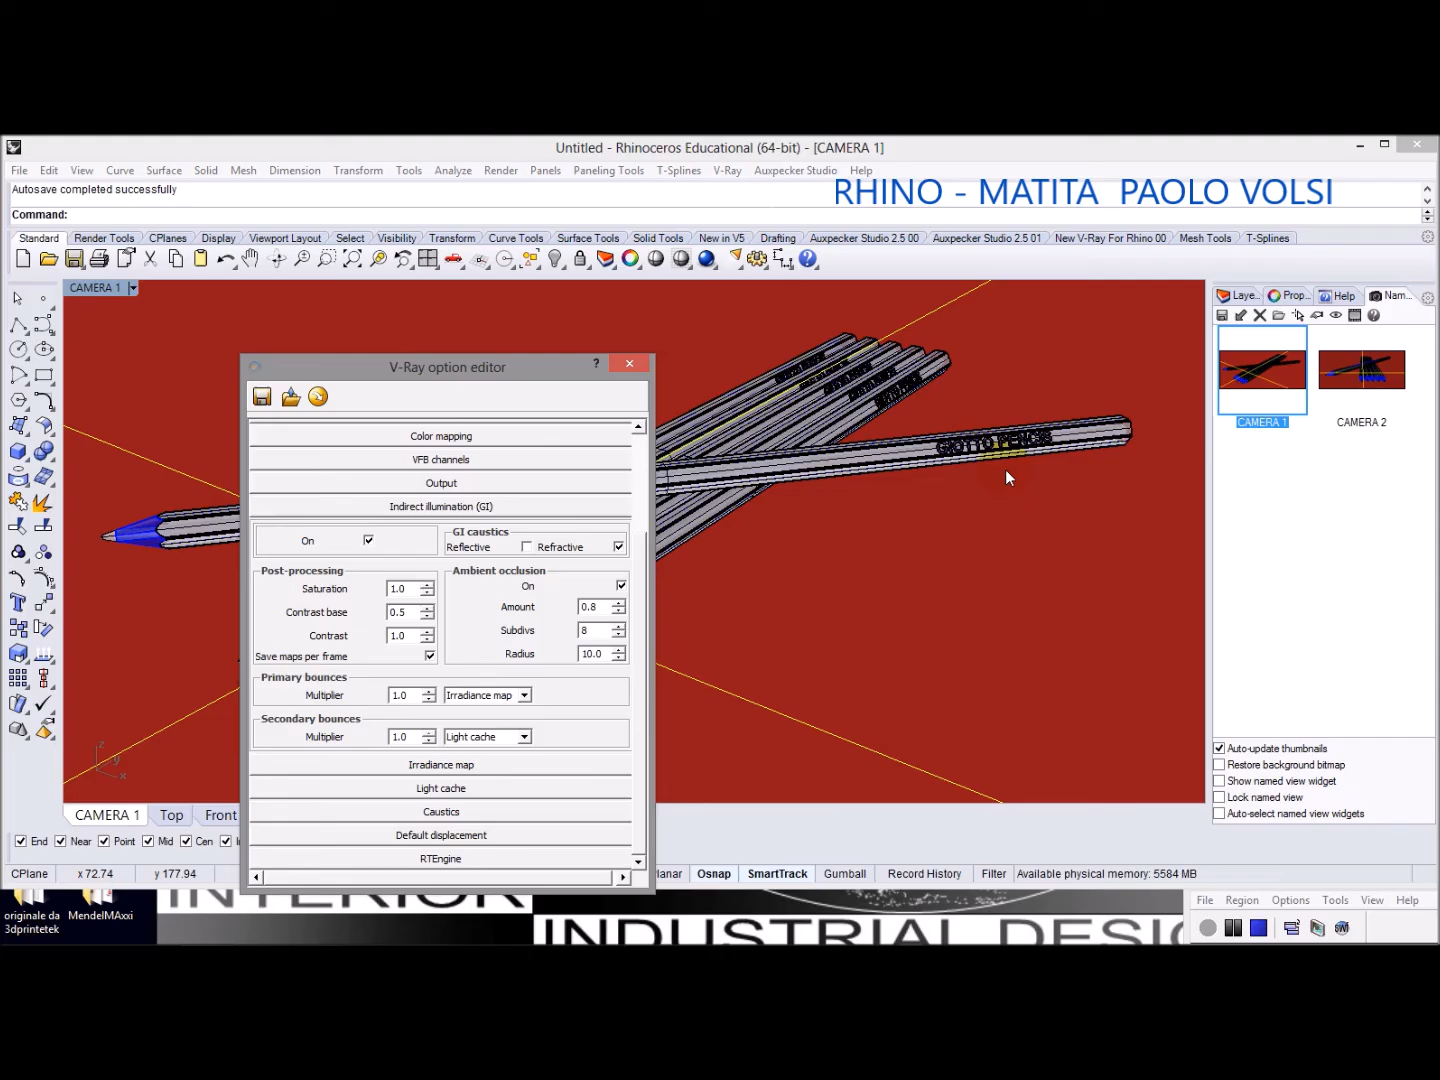 Untitled - Rhinoceros Educational (64-bit) - [CAMERA 1]
File Edit View Curve Surface Solid Mesh Dimension Transform Tools Analyze Render Panels Paneling Tools T-Splines V-Ray Auxpecker Studio Help
Autosave completed successfully
RHINO - MATITA PAOLO VOLSI
Command:
Standard Render Tools CPlanes Display Viewport Layout Select Visibility Transform Curve Tools Surface Tools Solid Tools New in V5 Drafting Auxpecker Studio 2.5 00 Auxpecker Studio 2.5 01 New V-Ray For Rhino 00 Mesh Tools T-Splines
CAMERA 1
Laye... Prop... Help Nam...
V-Ray option editor
?
Color mapping
VFB channels
Output
Indirect illumination (GI)
On
GI caustics
Reflective Refractive
Post-processing
Saturation 1.0
Contrast base 0.5
Contrast 1.0
Save maps per frame
Ambient occlusion
On
Amount 0.8
Subdivs 8
Radius 10.0
Primary bounces
Multiplier 1.0 Irradiance map
Secondary bounces
Multiplier 1.0 Light cache
Irradiance map
Light cache
Caustics
Default displacement
RTEngine
GIOTTO PENCIS
CAMERA 1 CAMERA 2
Auto-update thumbnails
Restore background bitmap
Show named view widget
Lock named view
Auto-select named view widgets
z
y
x
CAMERA 1 Top Front
End Near Point Mid Cen
CPlane x 72.74 y 177.94
lanar Osnap SmartTrack Gumball Record History Filter Available physical memory: 5584 MB
originale da
3dprintetek
MendelMAxxi
INTERIOR
INDUSTRIAL DESIG
File Region Options Tools View Help